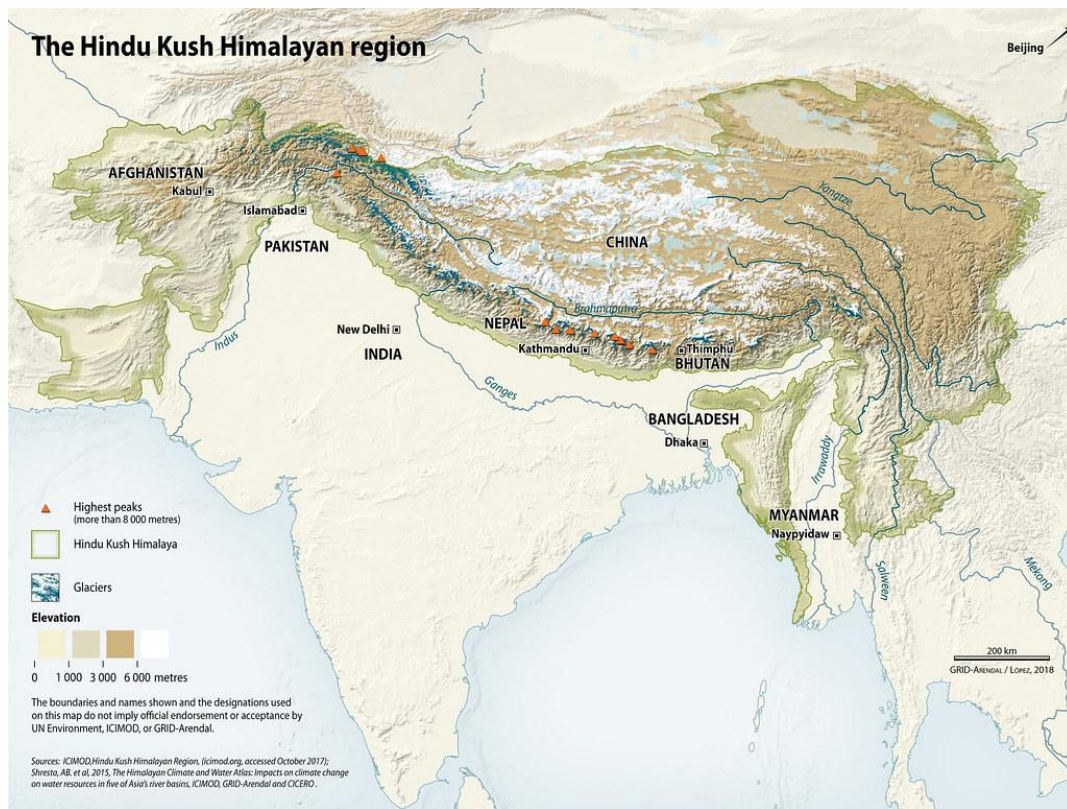 The Hindu Kush Himalayan region
Beijing
AFGHANISTAN
Kabul
Islamabad
PAKISTAN
Yangtze
CHINA
Indus
New Delhi
INDIA
NEPAL
Brahmaputra
Kathmandu
Thimphu
BHUTAN
Ganges
BANGLADESH
Dhaka
Irrawaddy
MYANMAR
Naypyidaw
Salween
Mekong
Highest peaks
(more than 8 000 metres)
Hindu Kush Himalaya
Glaciers
Elevation
0 1 000 3 000 6 000 metres
200 km
GRID-ARENDAL / LÓPEZ, 2018
The boundaries and names shown and the designations used
on this map do not imply official endorsement or acceptance by
UN Environment, ICIMOD, or GRID-Arendal.
Sources: ICIMOD,Hindu Kush Himalayan Region, (icimod.org, accessed October 2017);
Shresta, AB. et al, 2015, The Himalayan Climate and Water Atlas: Impacts on climate change
on water resources in five of Asia's river basins, ICIMOD, GRID-Arendal and CICERO .